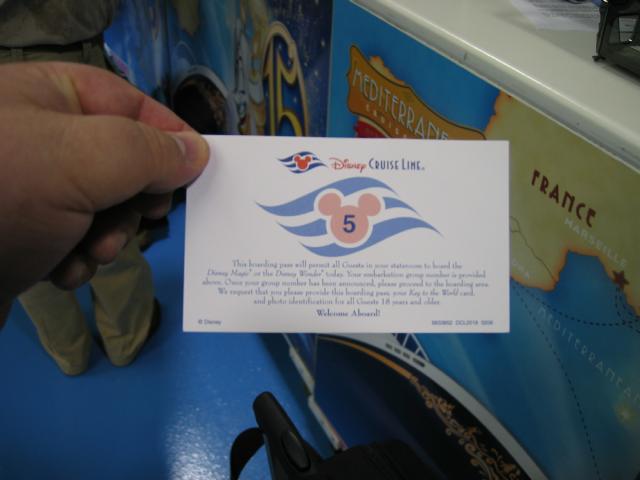 MEDITERRANE
Disney CRUISE LINE®
5
This boarding pass will permit all Guests in your stateroom to board the
Disney Magic® or the Disney Wonder® today. Your embarkation group number is provided
above. Once your group number has been announced, please proceed to the boarding area.
We request that you please provide this boarding pass, your Key to the World card,
and photo identification for all Guests 18 years and older.
Welcome Aboard!
© Disney
FRANCE
MARSEILLE
MEDITERRANEAN